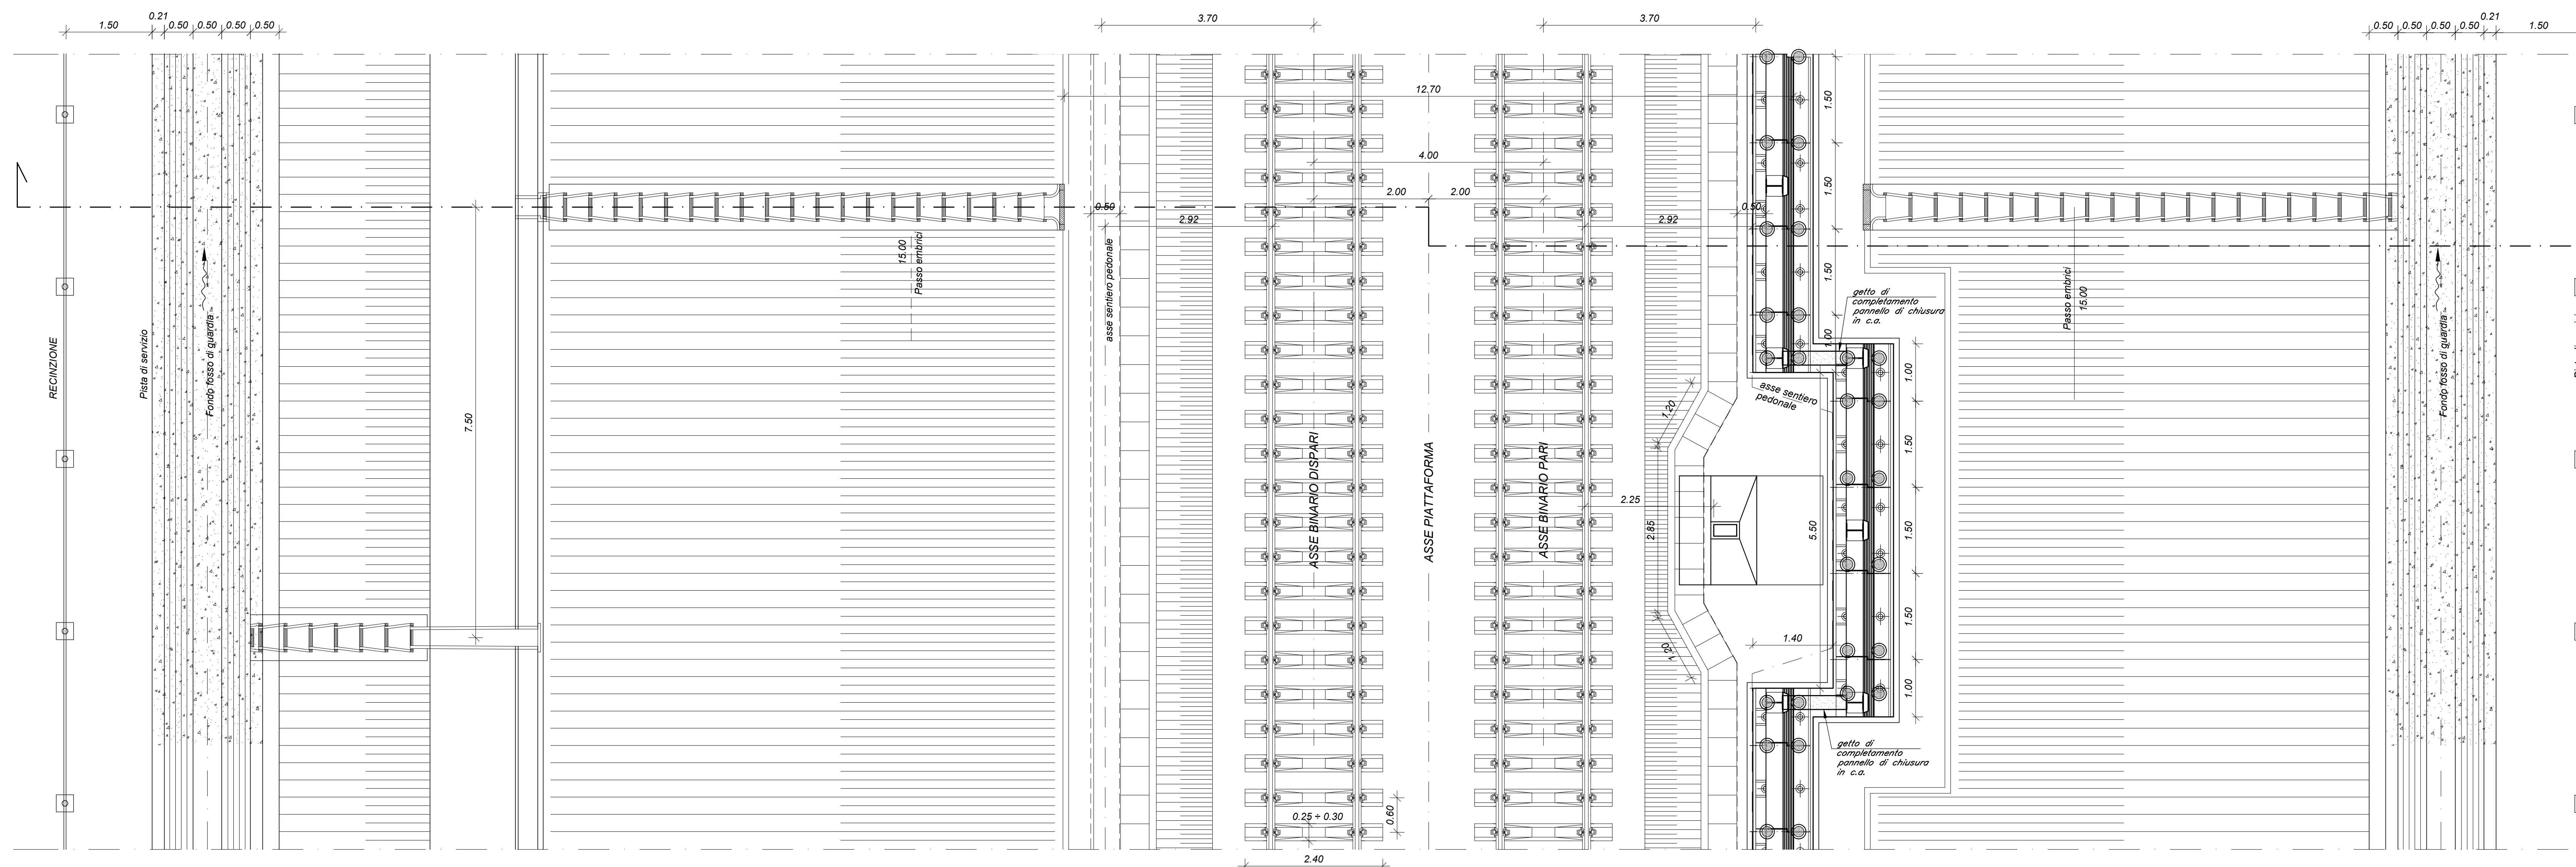 0.21
1.50
0.50
0.50
0.50
0.50
3.70
3.70
0.21
0.50
0.50
0.50
0.50
1.50
12.70
1.50
4.00
1.50
2.00
2.00
0.50
2.92
2.92
0.50
15.00
Passo embrici
asse sentiero pedonale
1.50
Passo embrici
15.00
getto di
completamento
pannello di chiusura
in c.a.
RECINZIONE
Pista di servizio
Fondo fosso di guardia
1.00
1.00
Fondo fosso di guardia
7.50
asse sentiero
pedonale
1.20
ASSE BINARIO DISPARI
ASSE PIATTAFORMA
ASSE BINARIO PARI
1.50
2.25
2.85
5.50
1.50
1.50
1.40
1.20
1.00
getto di
completamento
pannello di chiusura
in c.a.
0.25 ÷ 0.30
0.60
2.40